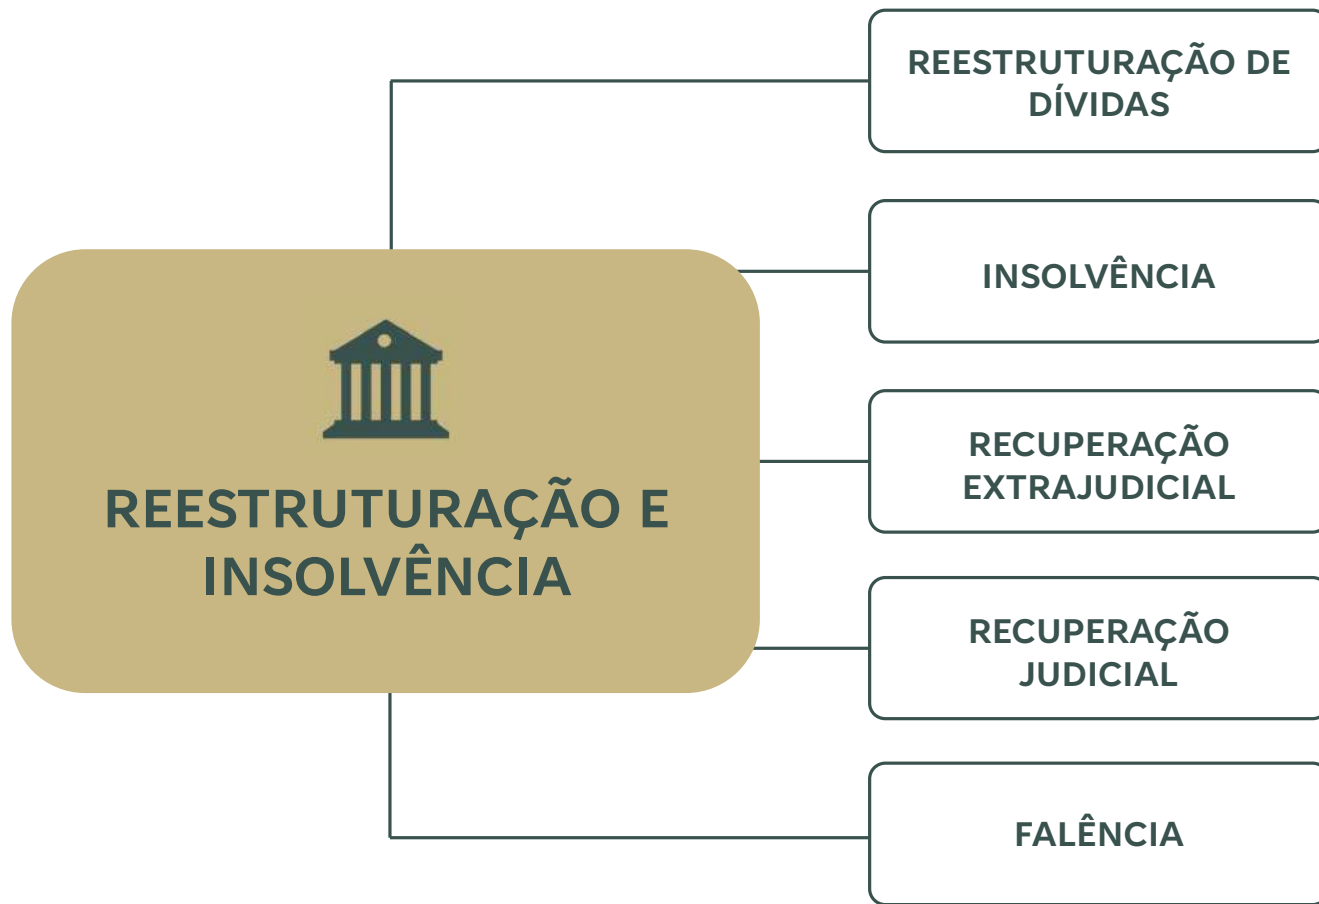 REESTRUTURAÇÃO DE
DÍVIDAS
INSOLVÊNCIA
REESTRUTURAÇÃO E
INSOLVÊNCIA
RECUPERAÇÃO
EXTRAJUDICIAL
RECUPERAÇÃO
JUDICIAL
FALÊNCIA